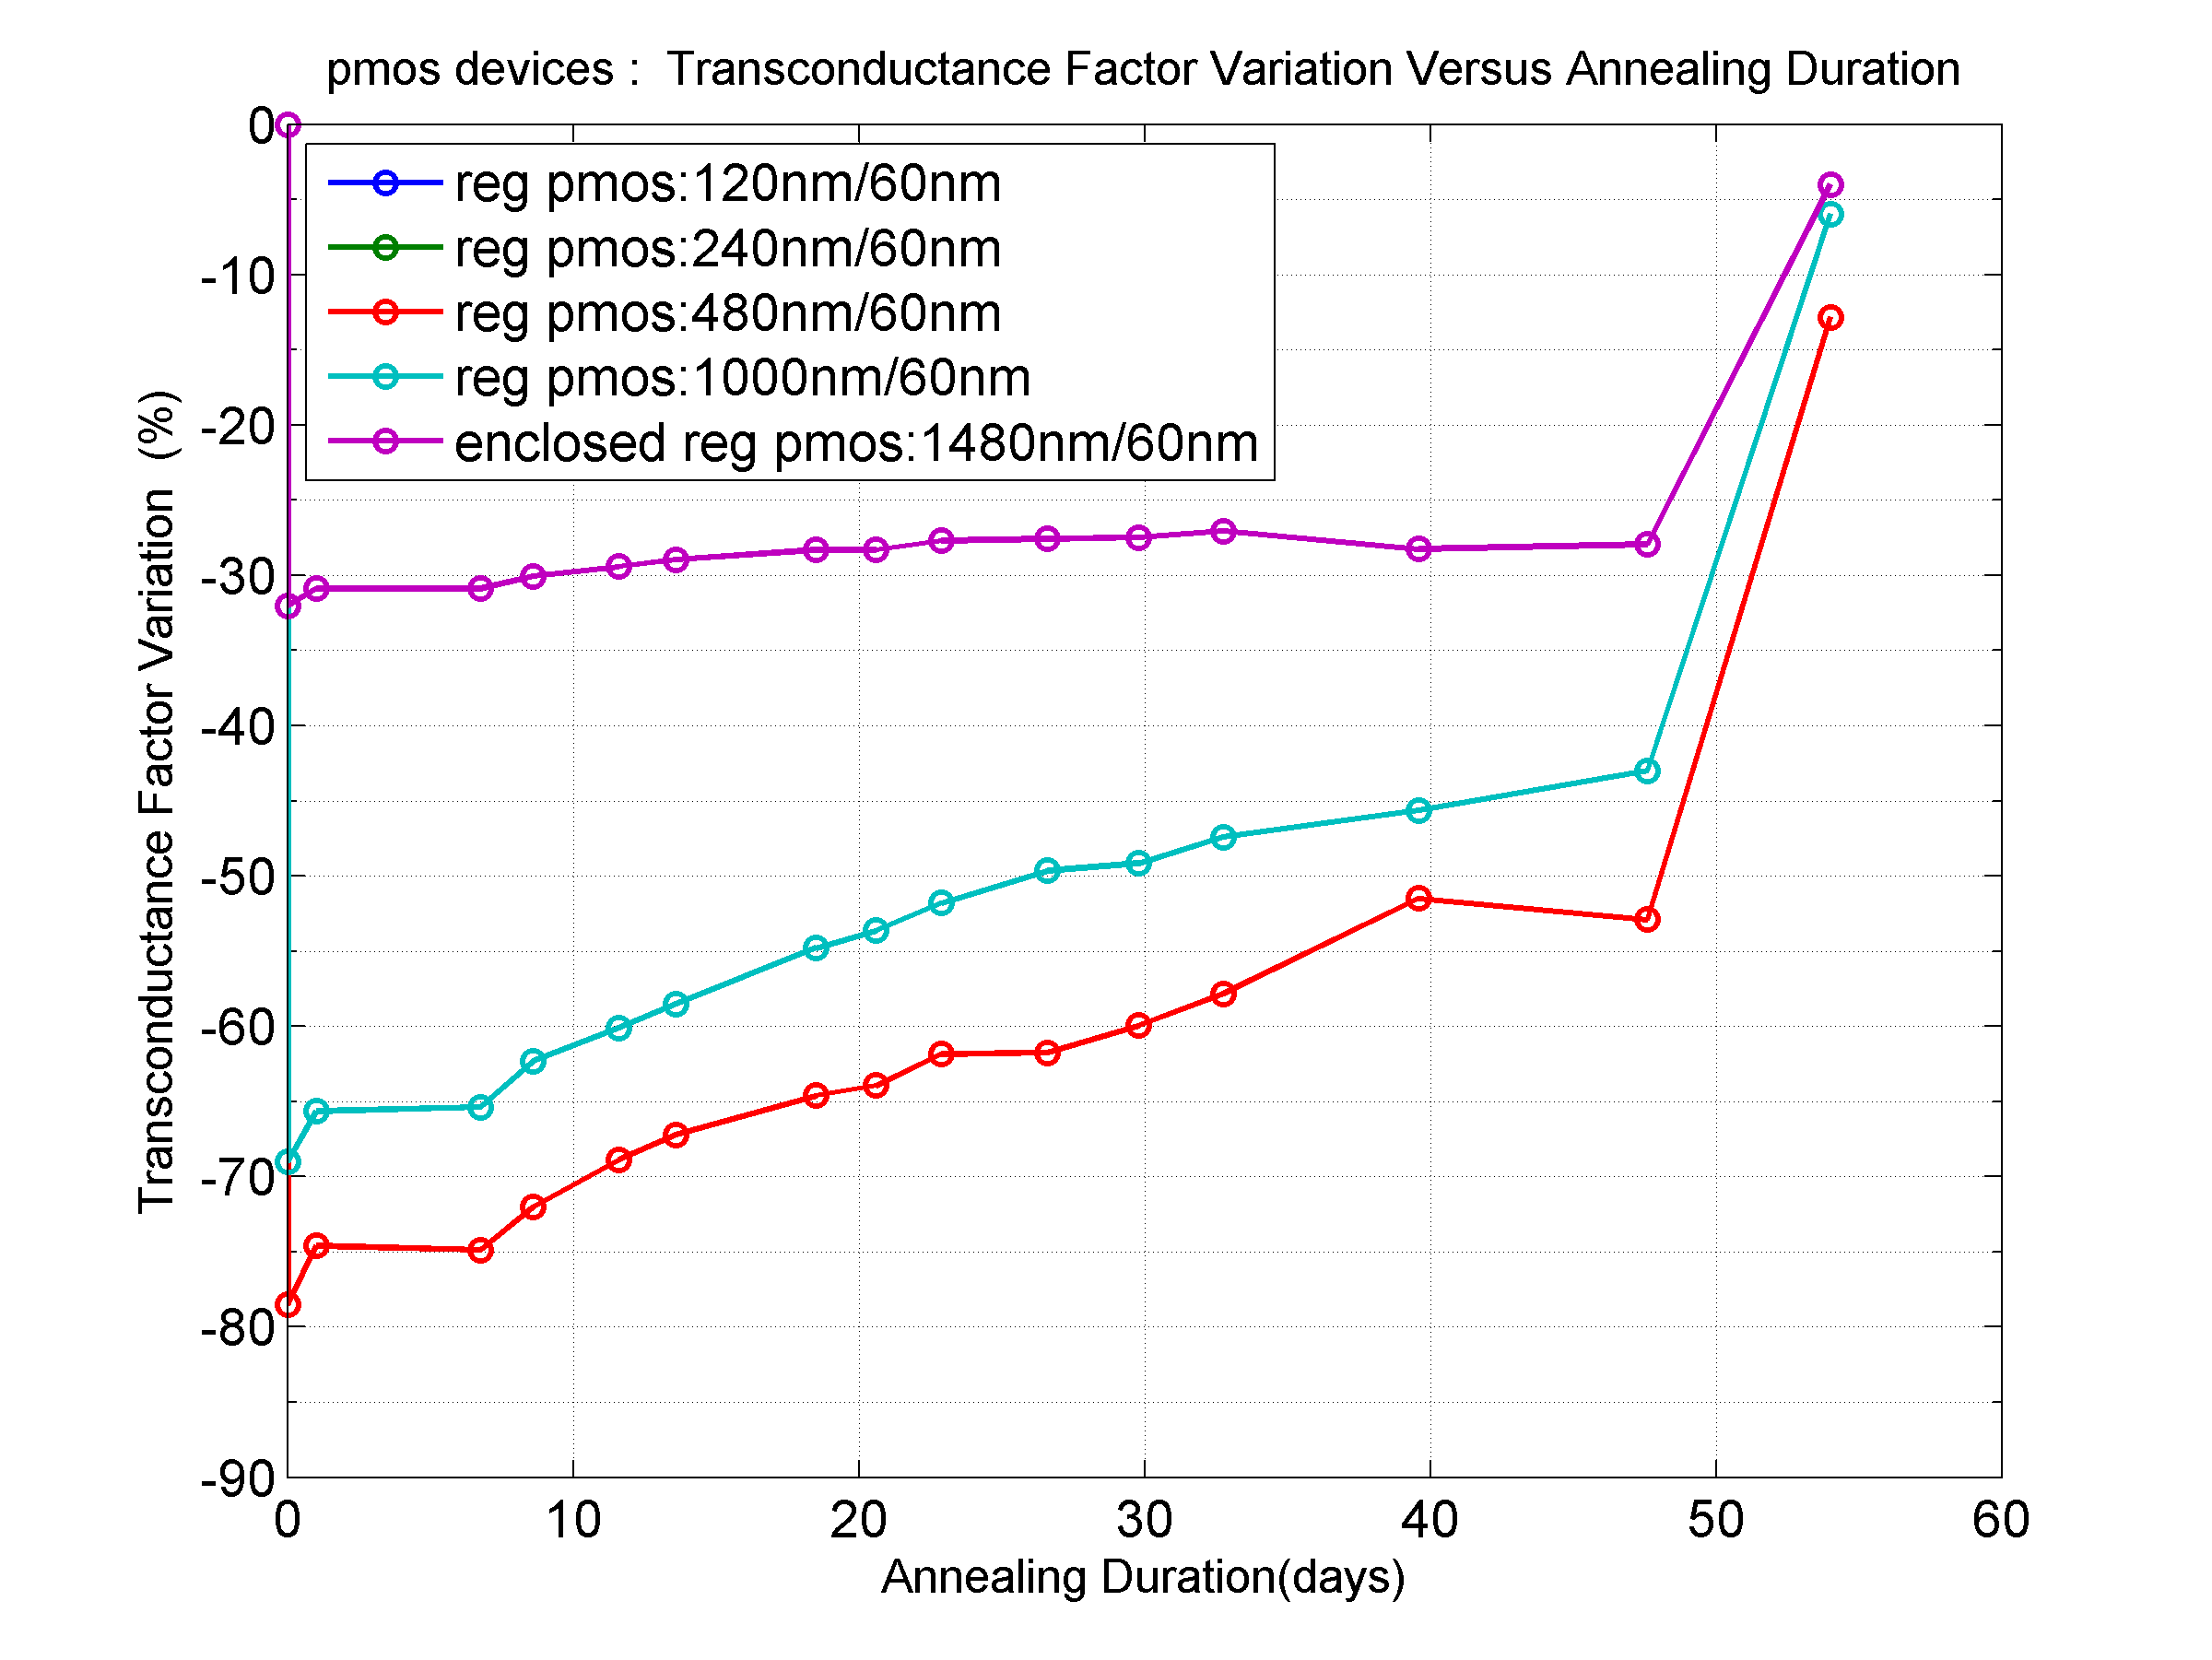 pmos devices :  Transconductance Factor Variation Versus Annealing Duration
Transconductance Factor Variation  (%)
0
-10
-20
-30
-40
-50
-60
-70
-80
-90
reg pmos:120nm/60nm
reg pmos:240nm/60nm
reg pmos:480nm/60nm
reg pmos:1000nm/60nm
enclosed reg pmos:1480nm/60nm
0 10 20 30 40 50 60
Annealing Duration(days)